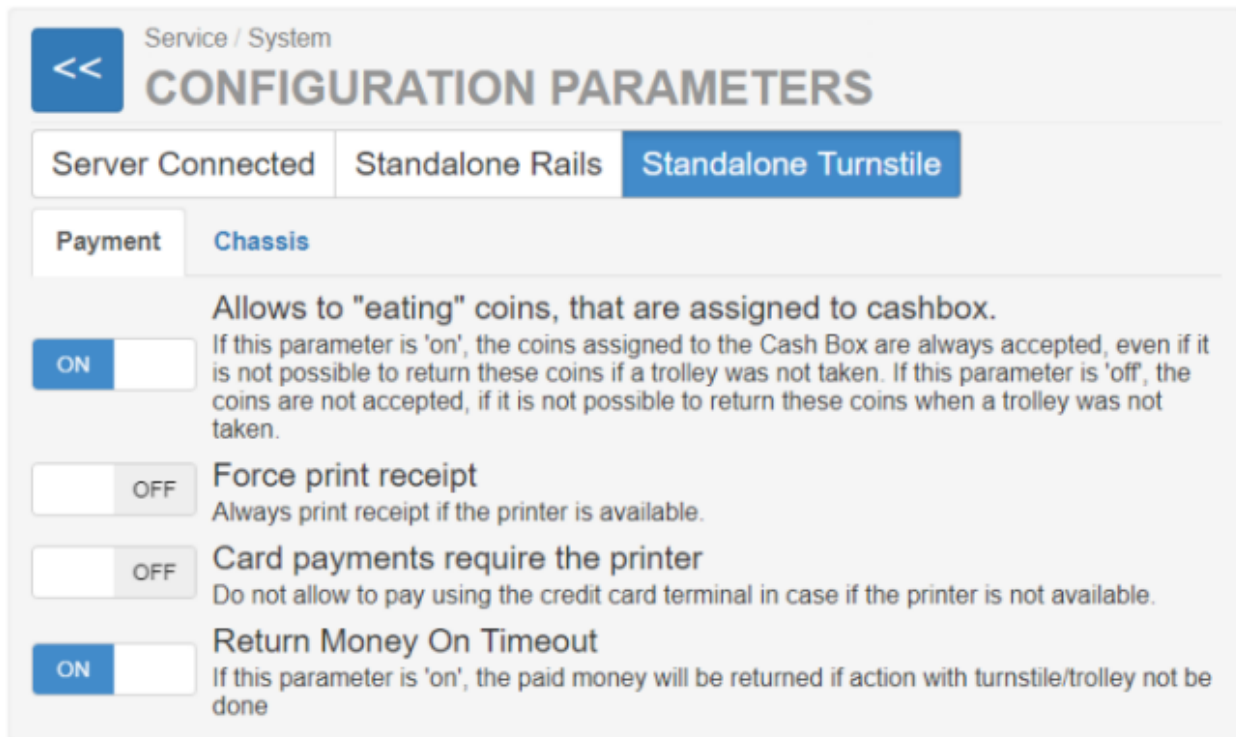 <<
Service / System
CONFIGURATION PARAMETERS
Server Connected
Standalone Rails
Standalone Turnstile
Payment
Chassis
Allows to "eating" coins, that are assigned to cashbox.
ON
If this parameter is 'on', the coins assigned to the Cash Box are always accepted, even if it
is not possible to return these coins if a trolley was not taken. If this parameter is 'off', the
coins are not accepted, if it is not possible to return these coins when a trolley was not
taken.
OFF
Force print receipt
Always print receipt if the printer is available.
OFF
Card payments require the printer
Do not allow to pay using the credit card terminal in case if the printer is not available.
ON
Return Money On Timeout
If this parameter is 'on', the paid money will be returned if action with turnstile/trolley not be
done